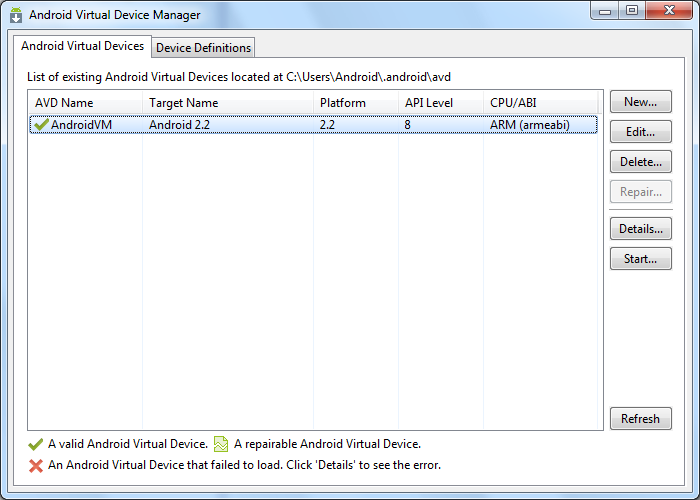 Android Virtual Device Manager
Android Virtual Devices
Device Definitions
List of existing Android Virtual Devices located at C:\Users\Android\.android\avd
AVD Name Target Name Platform API Level CPU/ABI
AndroidVM Android 2.2 2.2 8 ARM (armeabi)
New...
Edit...
Delete...
Repair...
Details...
Start...
Refresh
A valid Android Virtual Device. A repairable Android Virtual Device.
An Android Virtual Device that failed to load. Click 'Details' to see the error.